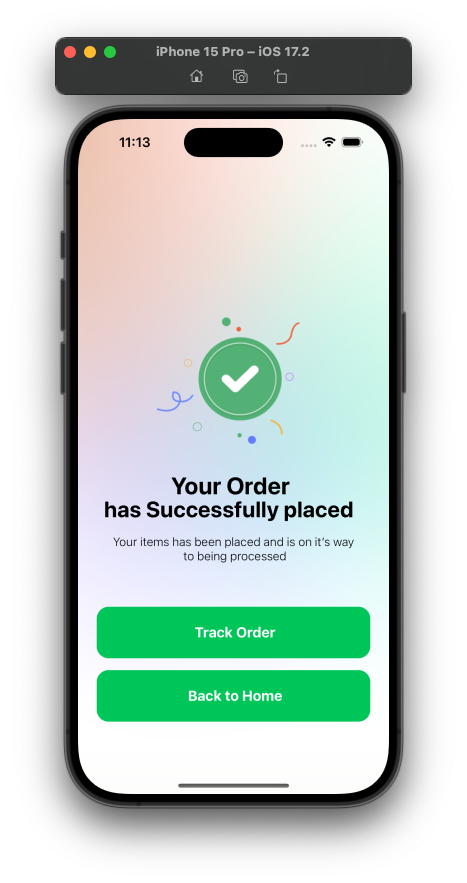 iPhone 15 Pro – iOS 17.2
11:13
Your Order
has Successfully placed
Your items has been placed and is on it's way
to being processed
Track Order
Back to Home